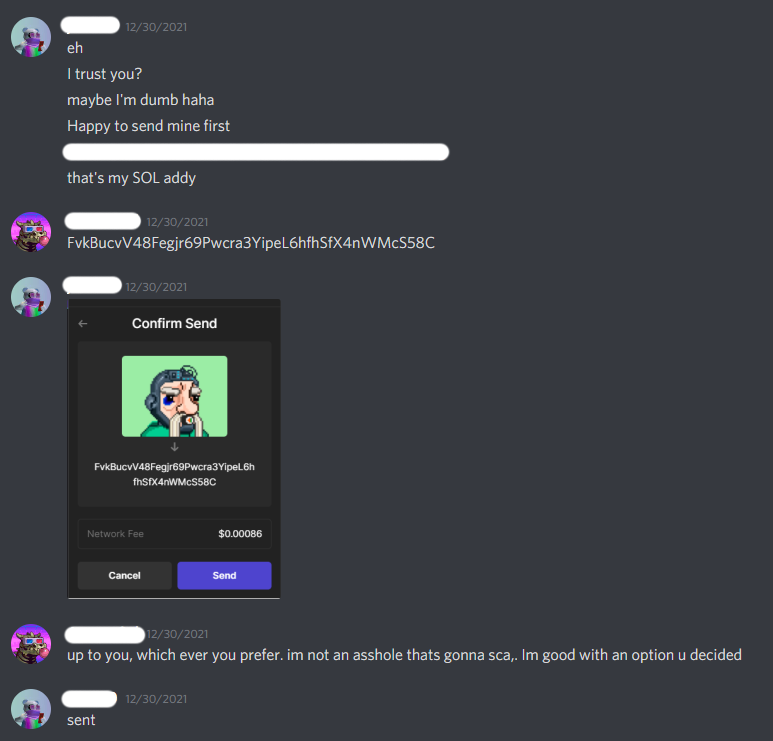 12/30/2021
eh
I trust you?
maybe I'm dumb haha
Happy to send mine first
that's my SOL addy
12/30/2021
FvkBucvV48Fegjr69Pwcra3YipeL6hfhSfX4nWMcS58C
12/30/2021
Confirm Send
FvkBucvV48Fegjr69Pwcra3YipeL6h
fhSfX4nWMcS58C
Network Fee $0.00086
Cancel Send
12/30/2021
up to you, which ever you prefer. im not an asshole thats gonna sca,. Im good with an option u decided
12/30/2021
sent